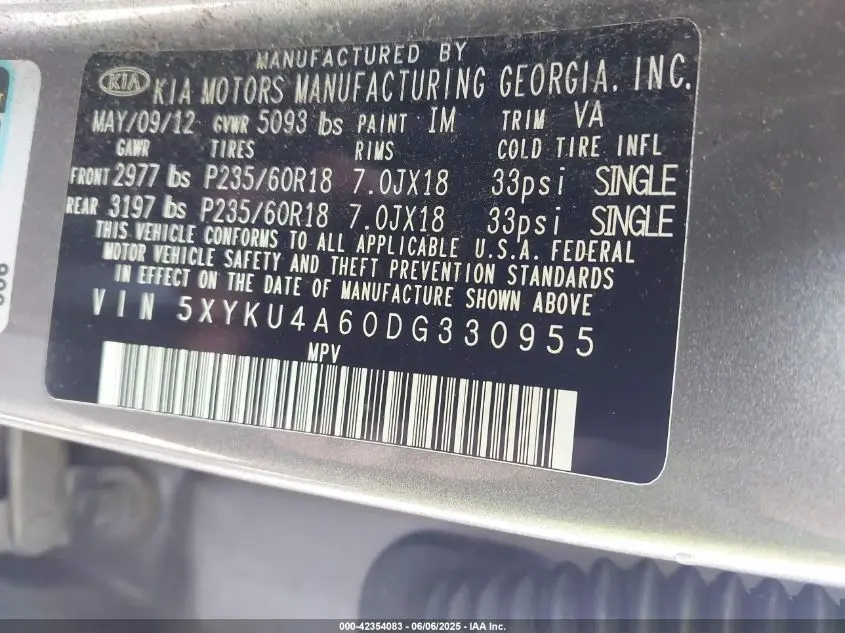 MANUFACTURED BY
KIA KIA MOTORS MANUFACTURING GEORGIA, INC.
MAY/09/12 GVWR 5093 lbs PAINT IM TRIM VA
GAWR TIRES RIMS COLD TIRE INFL
FRONT 2977 lbs P235/60R18 7.0JX18 33psi SINGLE
REAR 3197 lbs P235/60R18 7.0JX18 33psi SINGLE
THIS VEHICLE CONFORMS TO ALL APPLICABLE U.S.A. FEDERAL
MOTOR VEHICLE SAFETY AND THEFT PREVENTION STANDARDS
IN EFFECT ON THE DATE OF MANUFACTURE SHOWN ABOVE
VIN 5XYKU4A60DG330955
MPV
000-42354083 - 06/06/2025 - IAA Inc.